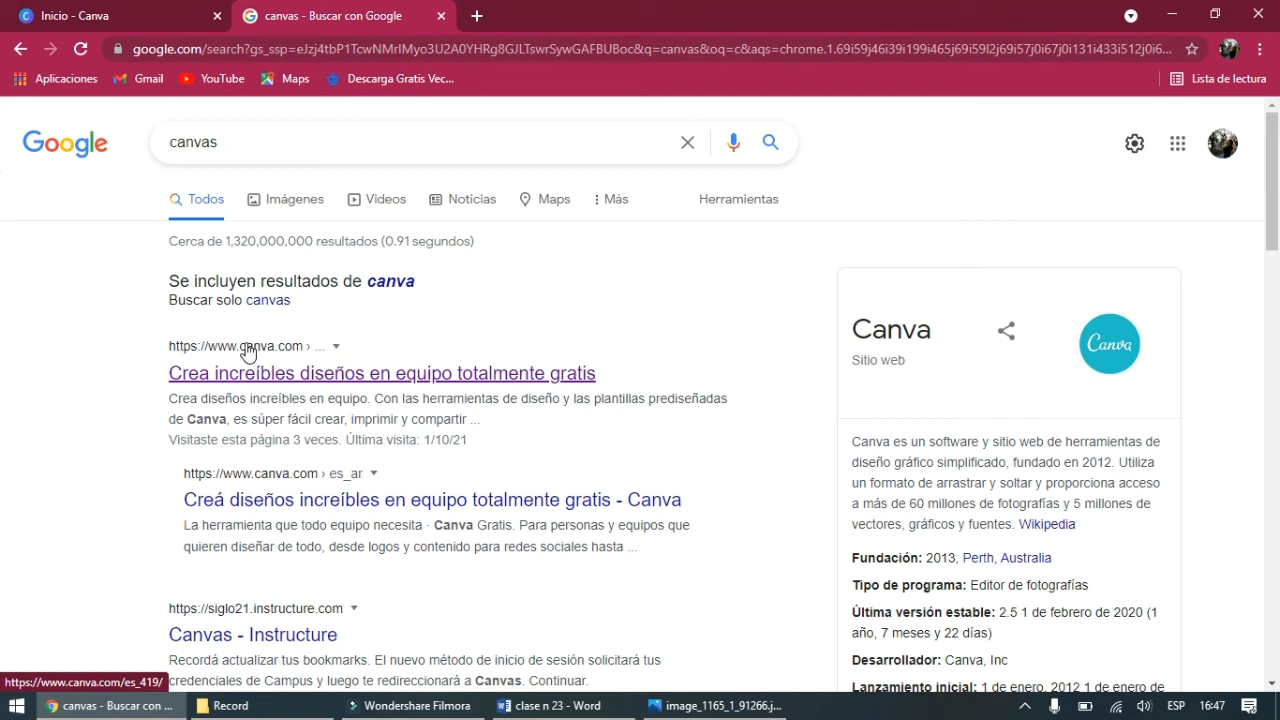 Inicio - Canva
canvas - Buscar con Google
google.com/search?gs_ssp=eJzj4tbP1TcwNMrIMyo3U2A0YHRg8GJLTswrSywGAFBUBoc&q=canvas&oq=c&aqs=chrome.1.69i59j46i39i199i465j69i59l2j69i57j0i67j0i131i433i512j0i6...
Aplicaciones
Gmail
YouTube
Maps
Descarga Gratis Vec...
Lista de lectura
Google
canvas
Todos
Imágenes
Videos
Noticias
Maps
Más
Herramientas
Cerca de 1,320,000,000 resultados (0.91 segundos)
Se incluyen resultados de canva
Buscar solo canvas
https://www.canva.com › ...
Crea increíbles diseños en equipo totalmente gratis
Crea diseños increíbles en equipo. Con las herramientas de diseño y las plantillas prediseñadas
de Canva, es súper fácil crear, imprimir y compartir ...
Visitaste esta página 3 veces. Última visita: 1/10/21
https://www.canva.com › es_ar
Creá diseños increíbles en equipo totalmente gratis - Canva
La herramienta que todo equipo necesita · Canva Gratis. Para personas y equipos que
quieren diseñar de todo, desde logos y contenido para redes sociales hasta ...
https://siglo21.instructure.com
Canvas - Instructure
Recordá actualizar tus bookmarks. El nuevo método de inicio de sesión solicitará tus
credenciales de Campus y luego te redireccionará a Canvas. Continuar.
Canva
Sitio web
Canva
Canva es un software y sitio web de herramientas de
diseño gráfico simplificado, fundado en 2012. Utiliza
un formato de arrastrar y soltar y proporciona acceso
a más de 60 millones de fotografías y 5 millones de
vectores, gráficos y fuentes. Wikipedia
Fundación: 2013, Perth, Australia
Tipo de programa: Editor de fotografías
Última versión estable: 2.5 1 de febrero de 2020 (1
año, 7 meses y 22 días)
Desarrollador: Canva, Inc
Lanzamiento inicial: 1 de enero, 2012 1 de enero de
https://www.canva.com/es_419/
canvas - Buscar con ...
Record
Wondershare Filmora
clase n 23 - Word
image_1165_1_91266.j...
ESP
16:47